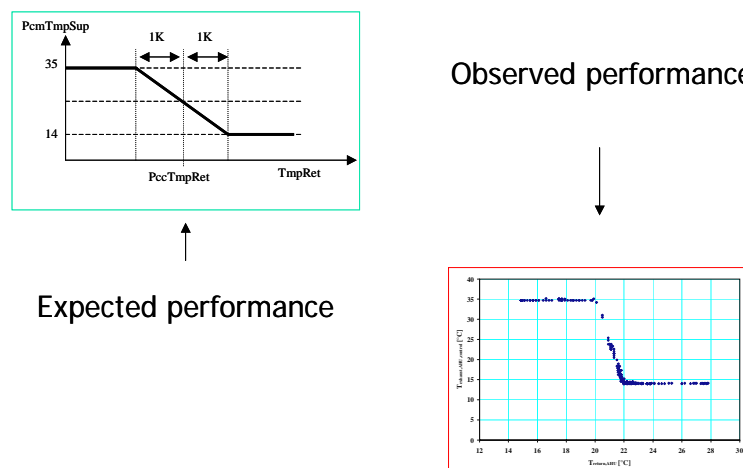 PcmTmpSup
1K 1K
35
14
PccTmpRet
TmpRet
Expected performance
Observed performance
40
35
30
25
20
15
10
5
0
12 14 16 18 20 22 24 26 28 30
[°C]
T [°C]